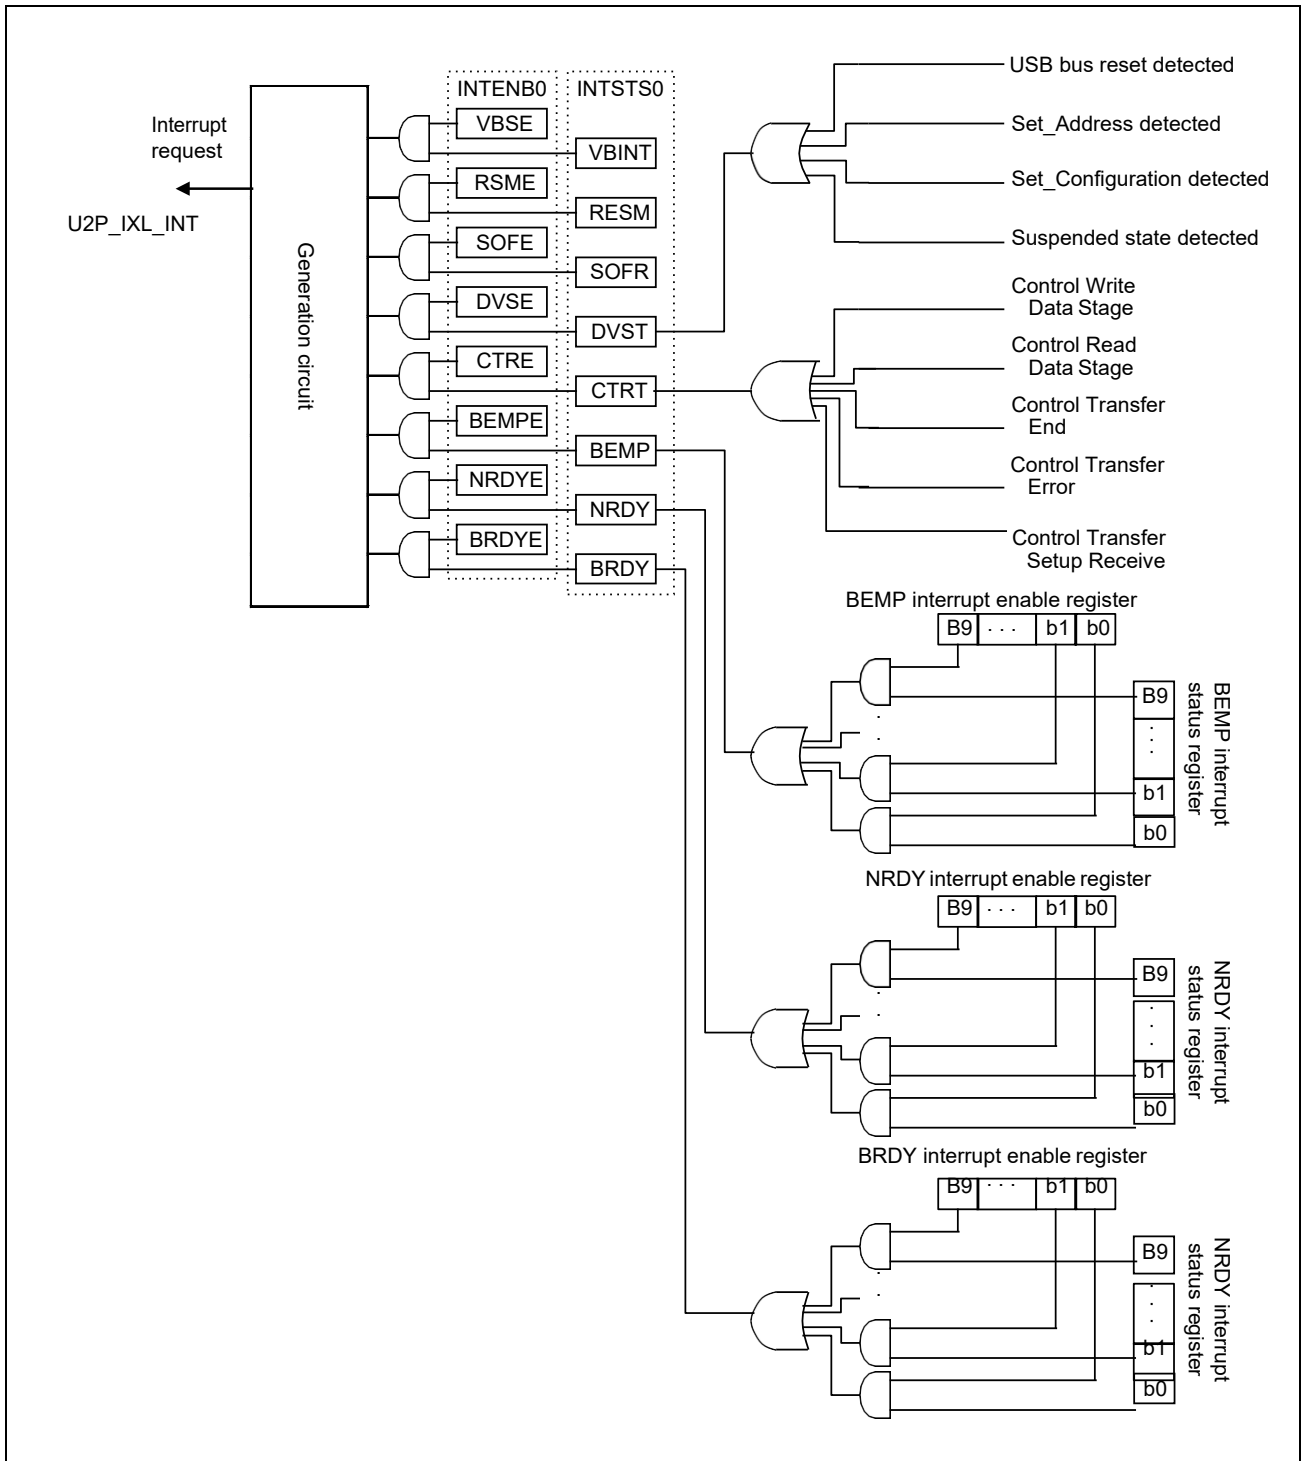 USB bus reset detected
INTENB0
INTSTS0
Interrupt
request
VBSE
Set_Address detected
VBINT
RSME
Set_Configuration detected
U2P_IXL_INT
RESM
SOFE
Suspended state detected
Generation circuit
SOFR
DVSE
Control Write
Data Stage
DVST
CTRE
Control Read
Data Stage
CTRT
BEMPE
Control Transfer
End
BEMP
NRDYE
Control Transfer
Error
NRDY
BRDYE
Control Transfer
Setup Receive
BRDY
BEMP interrupt enable register
B9 · · · b1 b0
B9
· · ·
b1
b0
BEMP interrupt
status register
NRDY interrupt enable register
B9 · · · b1 b0
B9
· · ·
b1
b0
NRDY interrupt
status register
BRDY interrupt enable register
B9 · · · b1 b0
B9
· · ·
b1
b0
NRDY interrupt
status register